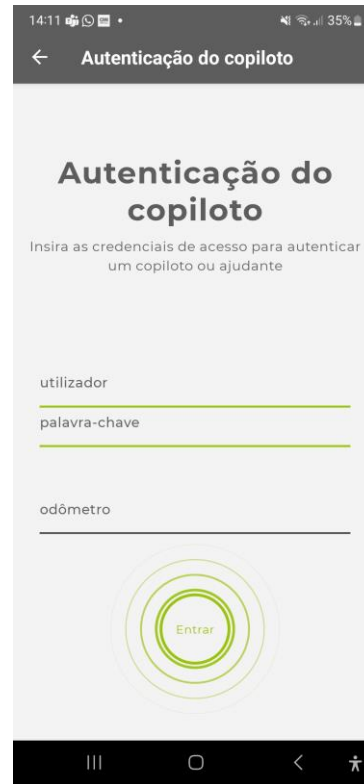 14:11
35%
Autenticação do copiloto
Autenticação do
copiloto
Insira as credenciais de acesso para autenticar
um copiloto ou ajudante
utilizador
palavra-chave
odômetro
Entrar